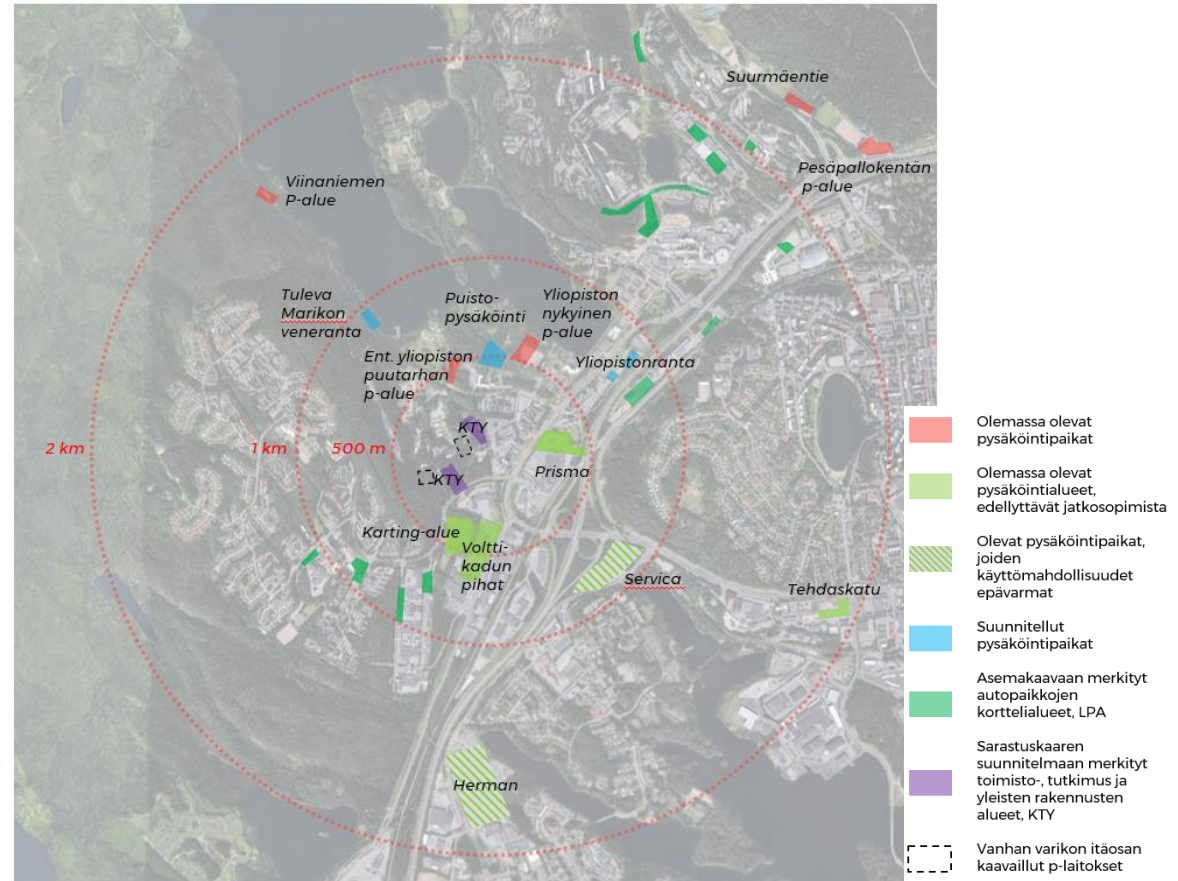 Suurmäentie
Pesäpallokentän
p-alue
Viinaniemen
P-alue
Tuleva
Marikon
veneranta
Puisto-
pysäköinti
Yliopiston
nykyinen
p-alue
Ent. yliopiston
puutarhan
p-alue
Yliopistonranta
2 km
1 km
500 m
KTY
KTY
Prisma
Karting-alue
Voltti-
kadun
pihat
Servica
Tehdaskatu
Herman
Olemassa olevat
pysäköintipaikat
Olemassa olevat
pysäköintialueet,
edellyttävät jatkosopimista
Olevat pysäköintipaikat,
joiden
käyttömahdollisuudet
epävarmat
Suunnitellut
pysäköintipaikat
Asemakaavaan merkityt
autopaikkojen
korttelialueet, LPA
Sarastuskaaren
suunnitelmaan merkityt
toimisto-, tutkimus ja
yleisten rakennusten
alueet, KTY
Vanhan varikon itäosan
kaavaillut p-laitokset